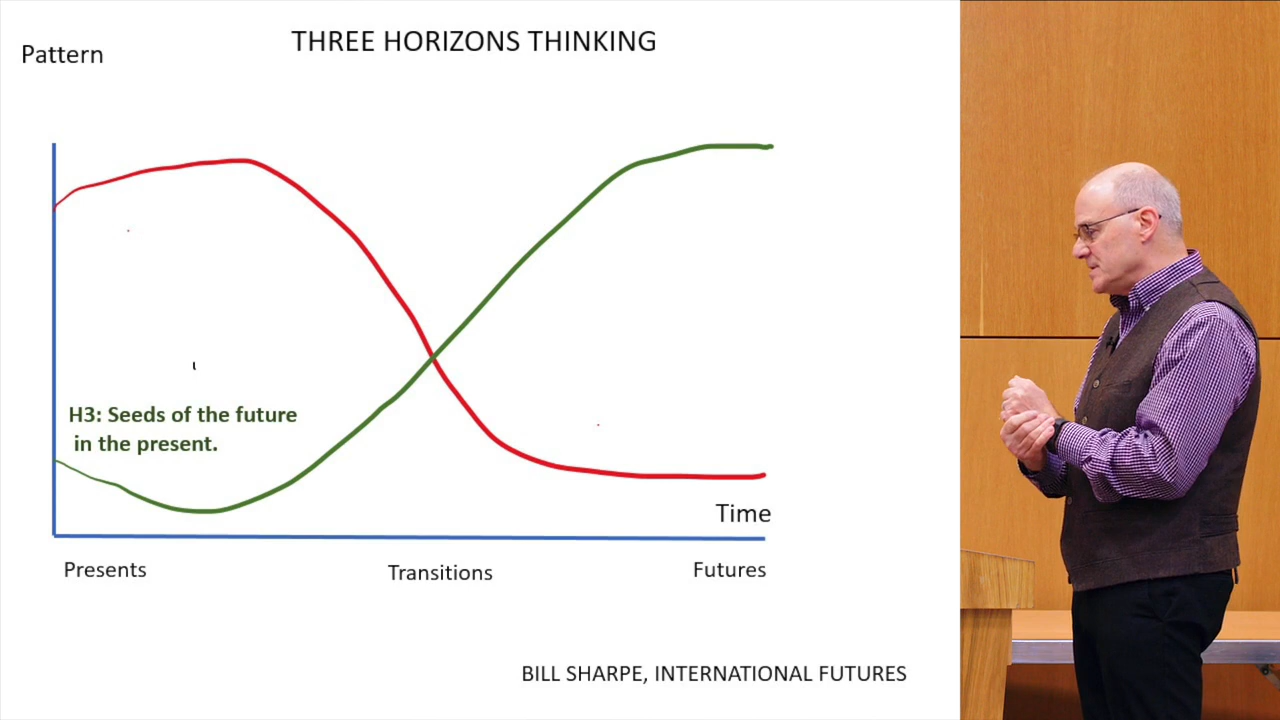 THREE HORIZONS THINKING
Pattern
H3: Seeds of the future
in the present.
Time
Presents
Transitions
Futures
BILL SHARPE, INTERNATIONAL FUTURES